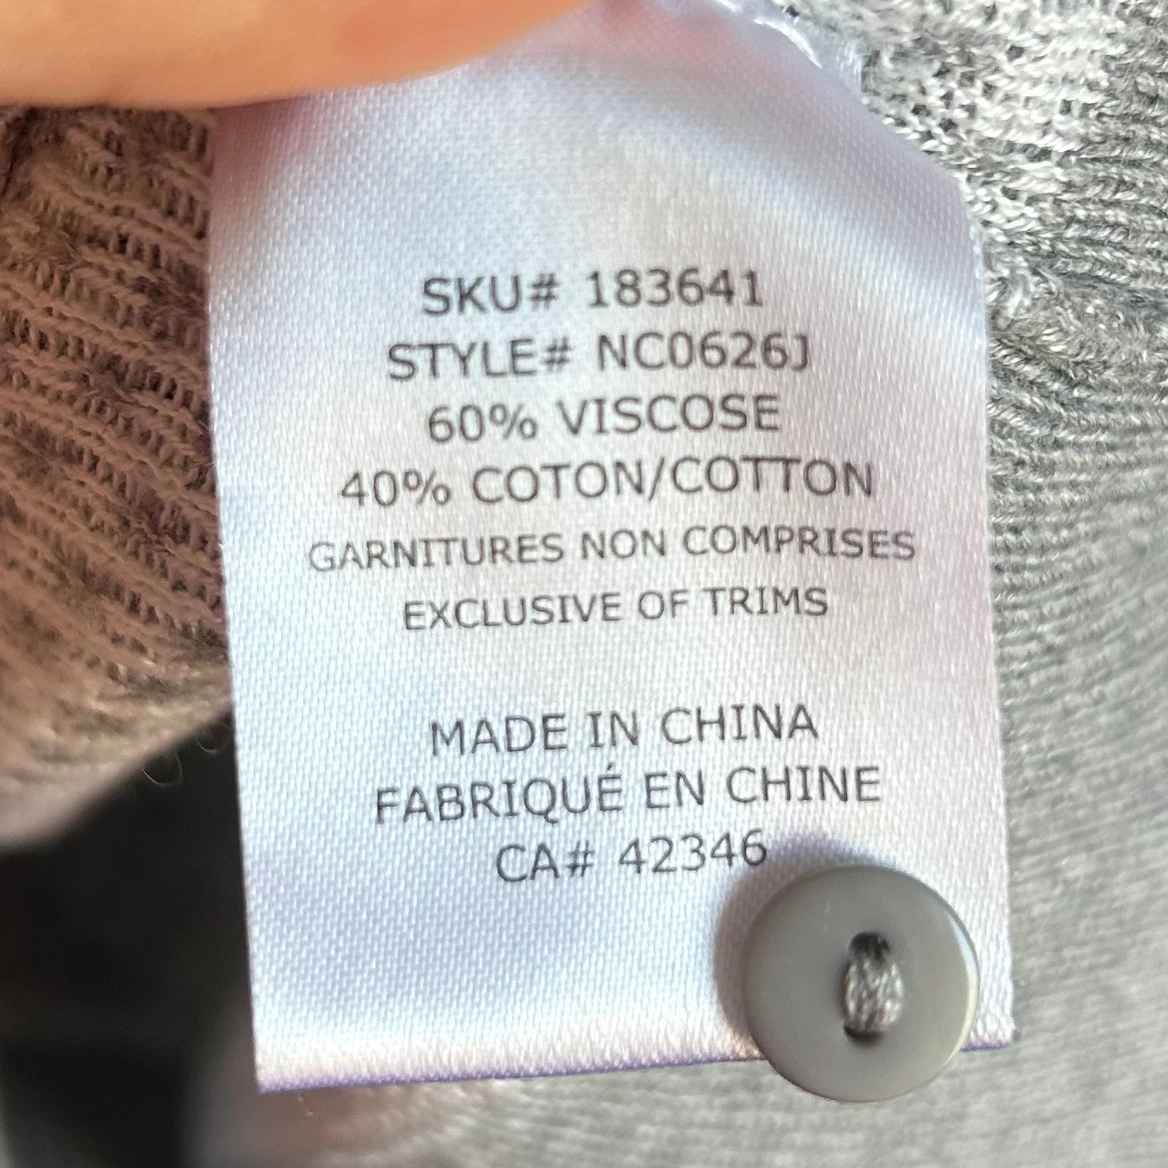 SKU# 183641
STYLE# NC0626J
60% VISCOSE
40% COTON/COTTON
GARNITURES NON COMPRISES
EXCLUSIVE OF TRIMS
MADE IN CHINA
FABRIQUÉ EN CHINE
CA# 42346